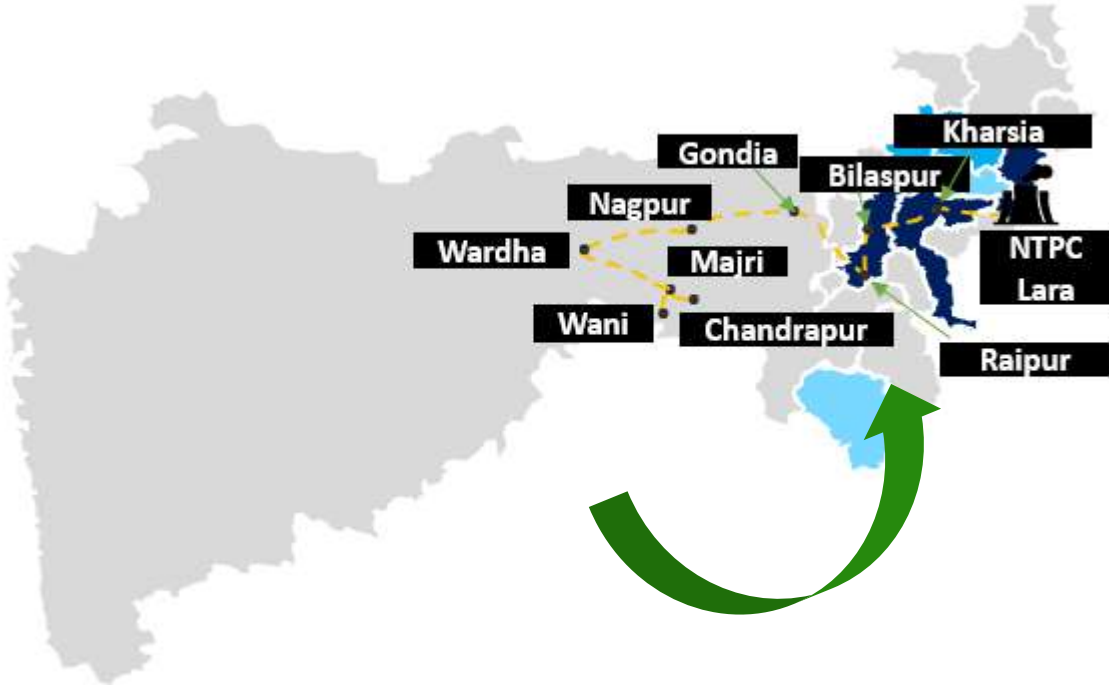 Kharsia
Gondia
Bilaspur
Nagpur
Wardha
Majri
NTPC
Lara
Wani
Chandrapur
Raipur